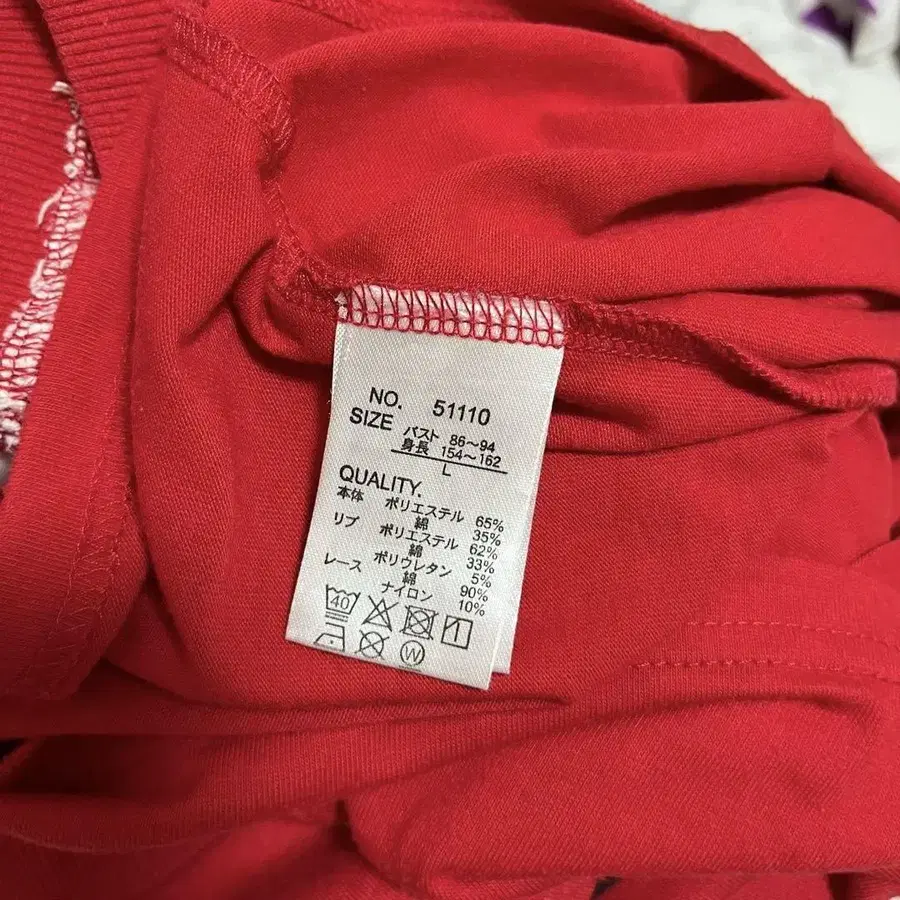 NO. 51110
SIZE バスト 86～94
身長 154～162
L
QUALITY.
本体 ポリエステル 65%
綿 35%
リブ ポリエステル 62%
綿 33%
ポリウレタン 5%
レース 綿 90%
ナイロン 10%
40
W